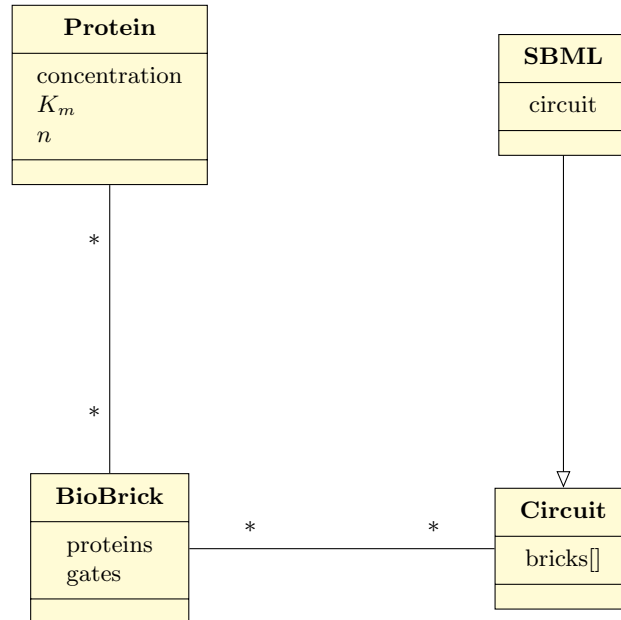 Protein
concentration
K_m
n
SBML
circuit
*
*
BioBrick
proteins
gates
*
*
Circuit
bricks[]